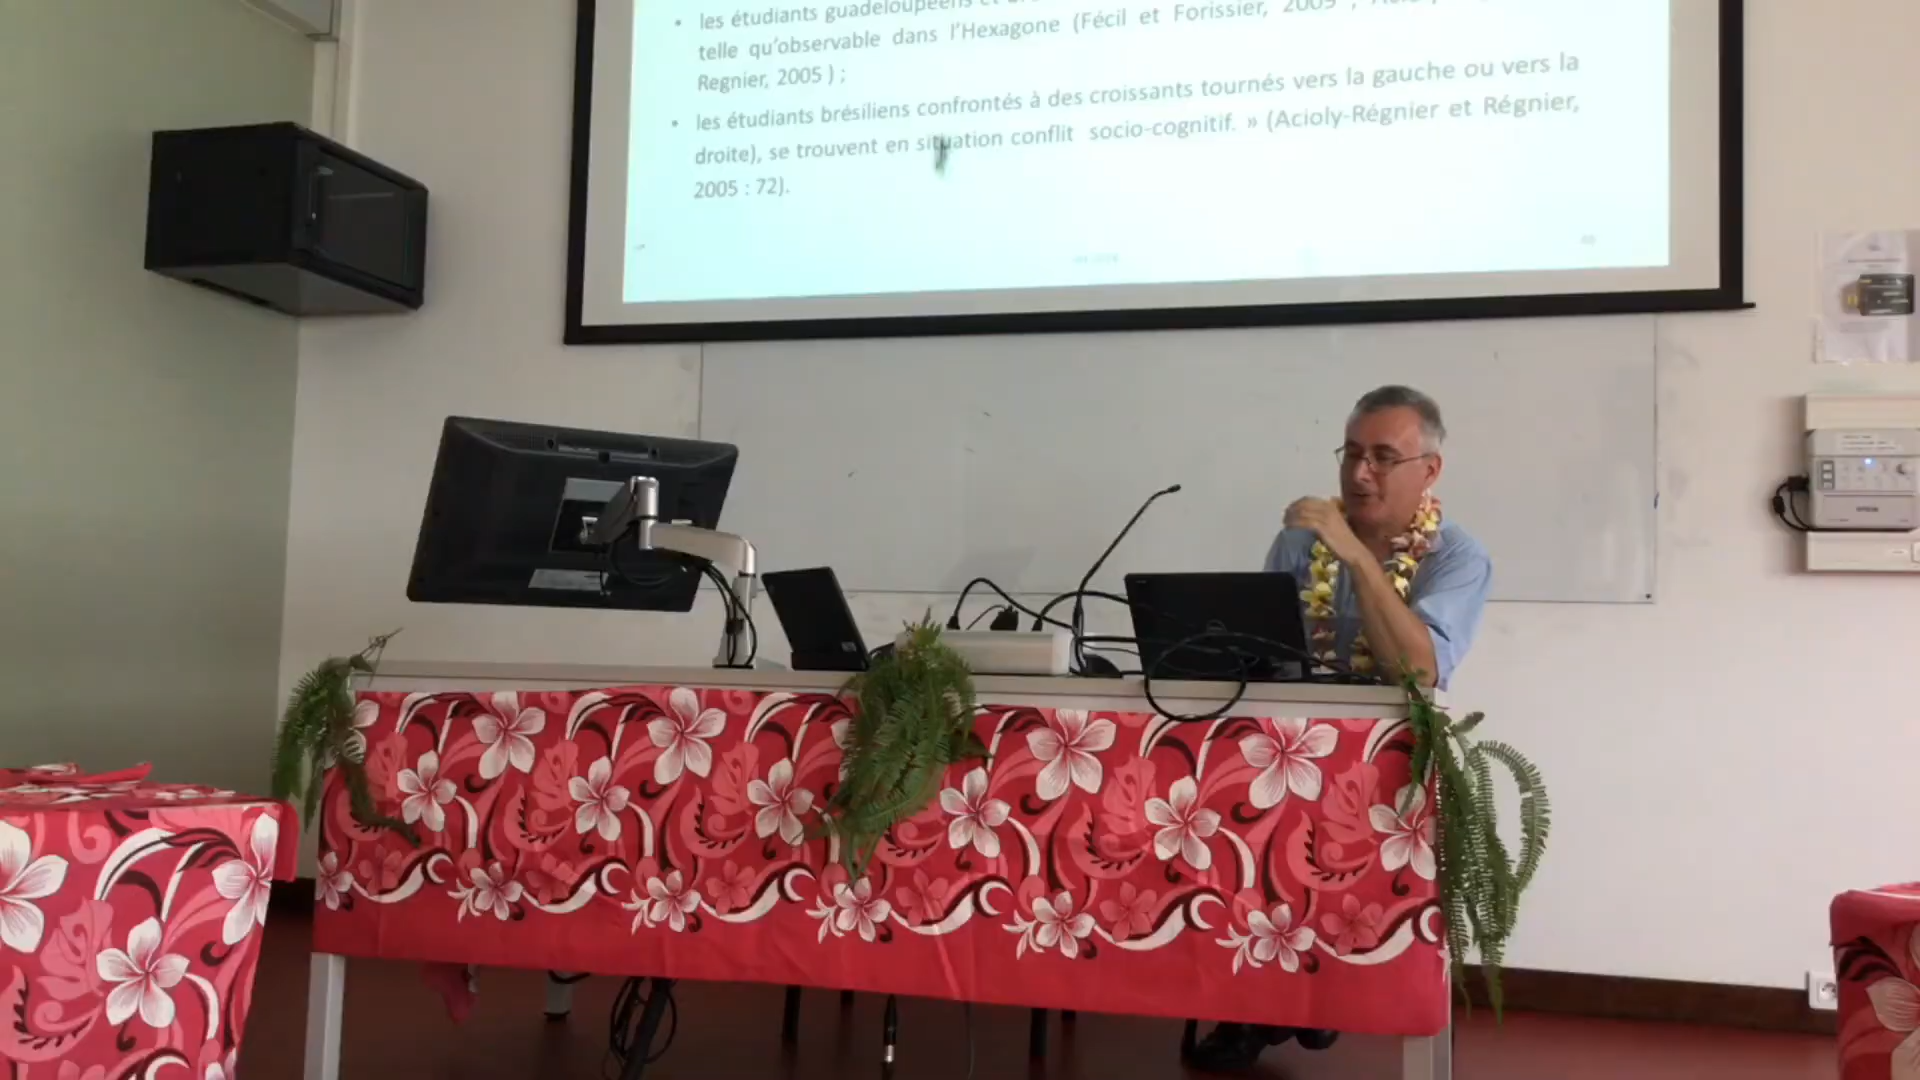 • les étudiants guadeloupéens et
telle qu'observable dans l'Hexagone (Fécil et Forissier, 2005 ;
Regnier, 2005 ) ;
• les étudiants brésiliens confrontés à des croissants tournés vers la gauche ou vers la
droite), se trouvent en situation conflit socio-cognitif. » (Acioly-Régnier et Régnier,
2005 : 72).
EPSON